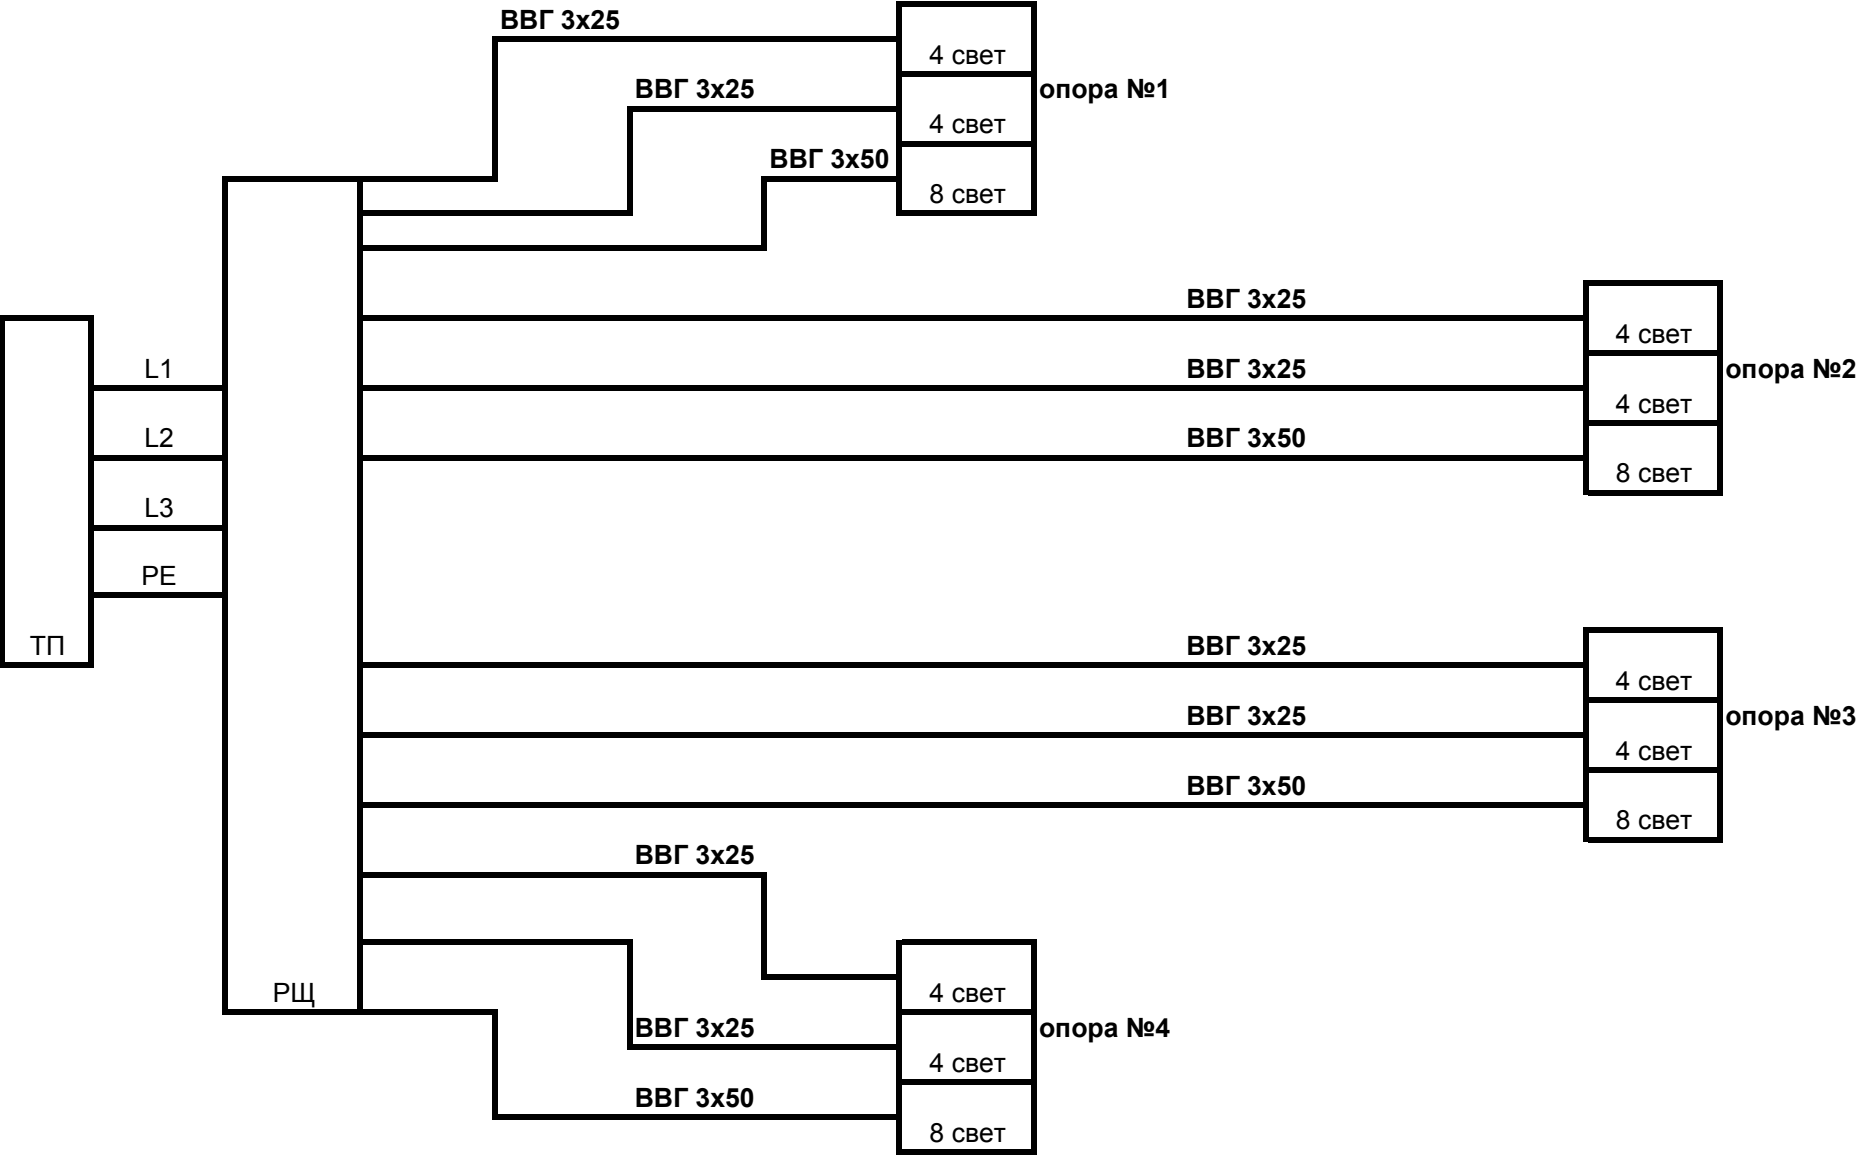 ВВГ 3х25
4 свет
ВВГ 3х25
опора №1
4 свет
ВВГ 3х50
8 свет
ВВГ 3х25
4 свет
L1
ВВГ 3х25
опора №2
4 свет
L2
ВВГ 3х50
8 свет
L3
PE
ТП
ВВГ 3х25
4 свет
ВВГ 3х25
опора №3
4 свет
ВВГ 3х50
8 свет
ВВГ 3х25
РЩ
4 свет
ВВГ 3х25
опора №4
4 свет
ВВГ 3х50
8 свет